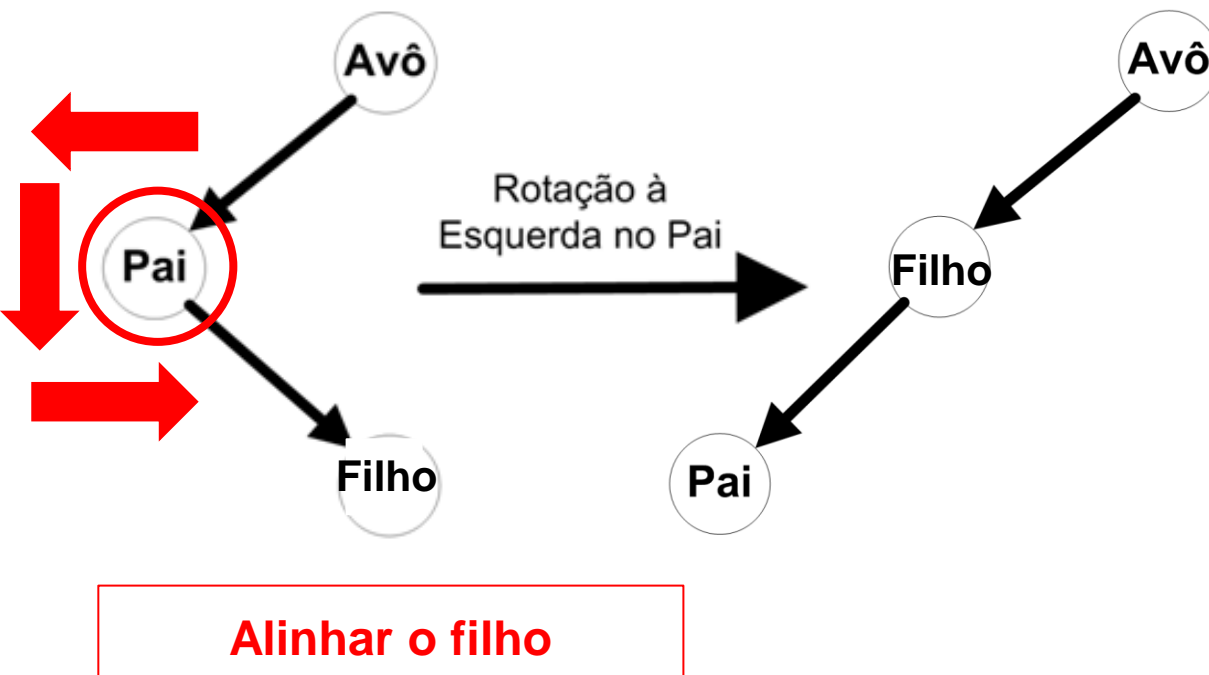 Avô
Avô
Rotação à
Esquerda no Pai
Pai
Filho
Filho
Pai
Alinhar o filho